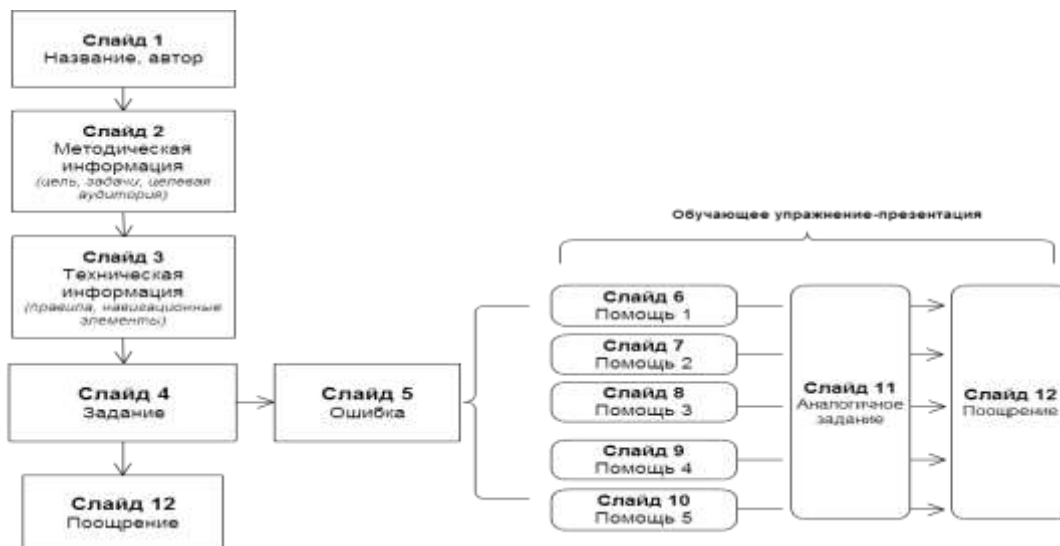 Слайд 1
Название, автор
Слайд 2
Методическая
информация
(цель, задачи, целевая
аудитория)
Слайд 3
Техническая
информация
(правила, навигационные
элементы)
Слайд 4
Задание
Слайд 12
Поощрение
Слайд 5
Ошибка
Обучающее упражнение-презентация
Слайд 6
Помощь 1
Слайд 7
Помощь 2
Слайд 8
Помощь 3
Слайд 9
Помощь 4
Слайд 10
Помощь 5
Слайд 11
Аналогичное
задание
Слайд 12
Поощрение